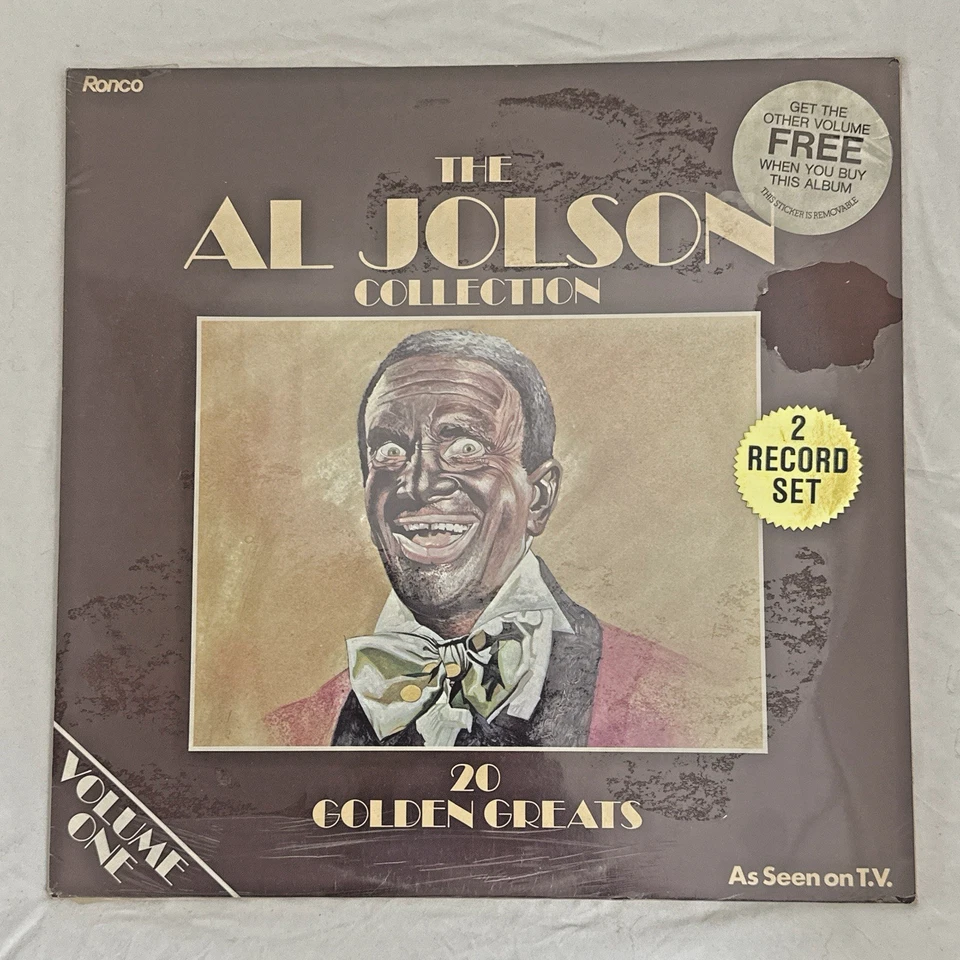 Ronco
GET THE
OTHER VOLUME
FREE
WHEN YOU BUY
THIS ALBUM
THIS STICKER IS REMOVABLE
THE
AL JOLSON
COLLECTION
2
RECORD
SET
20
GOLDEN GREATS
VOLUME
ONE
As Seen on T.V.